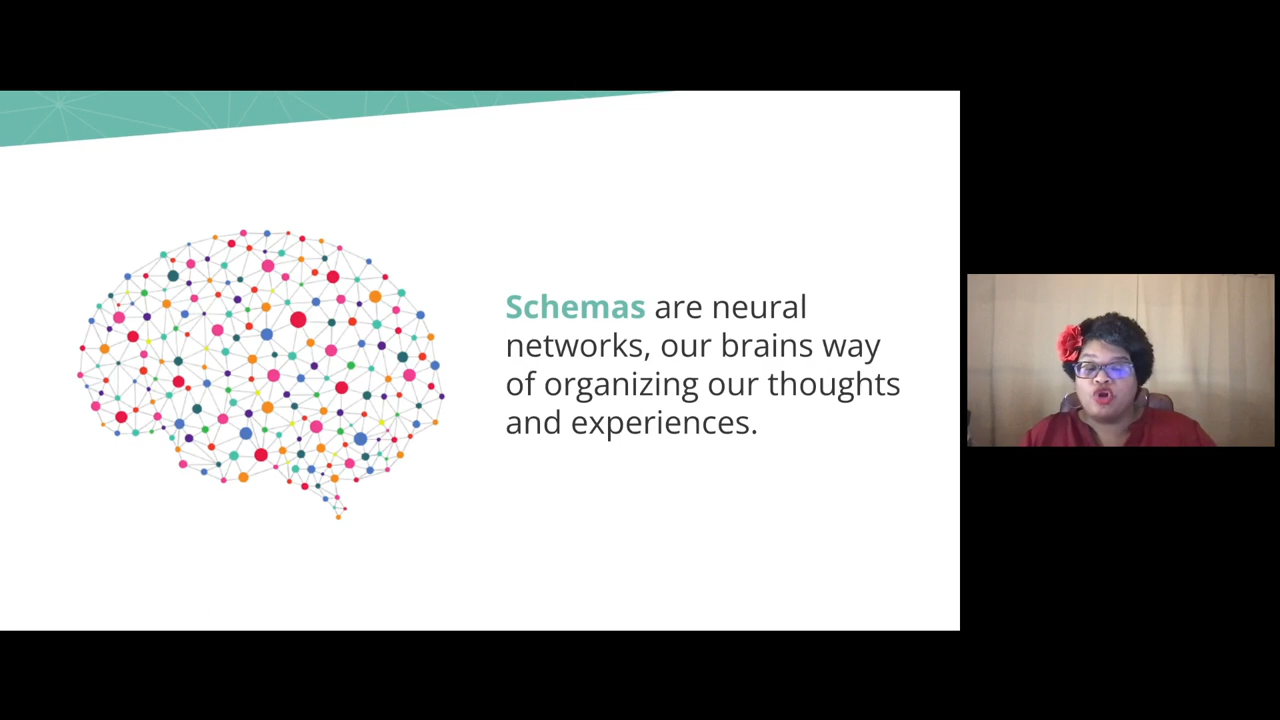 Schemas are neural
networks, our brains way
of organizing our thoughts
and experiences.